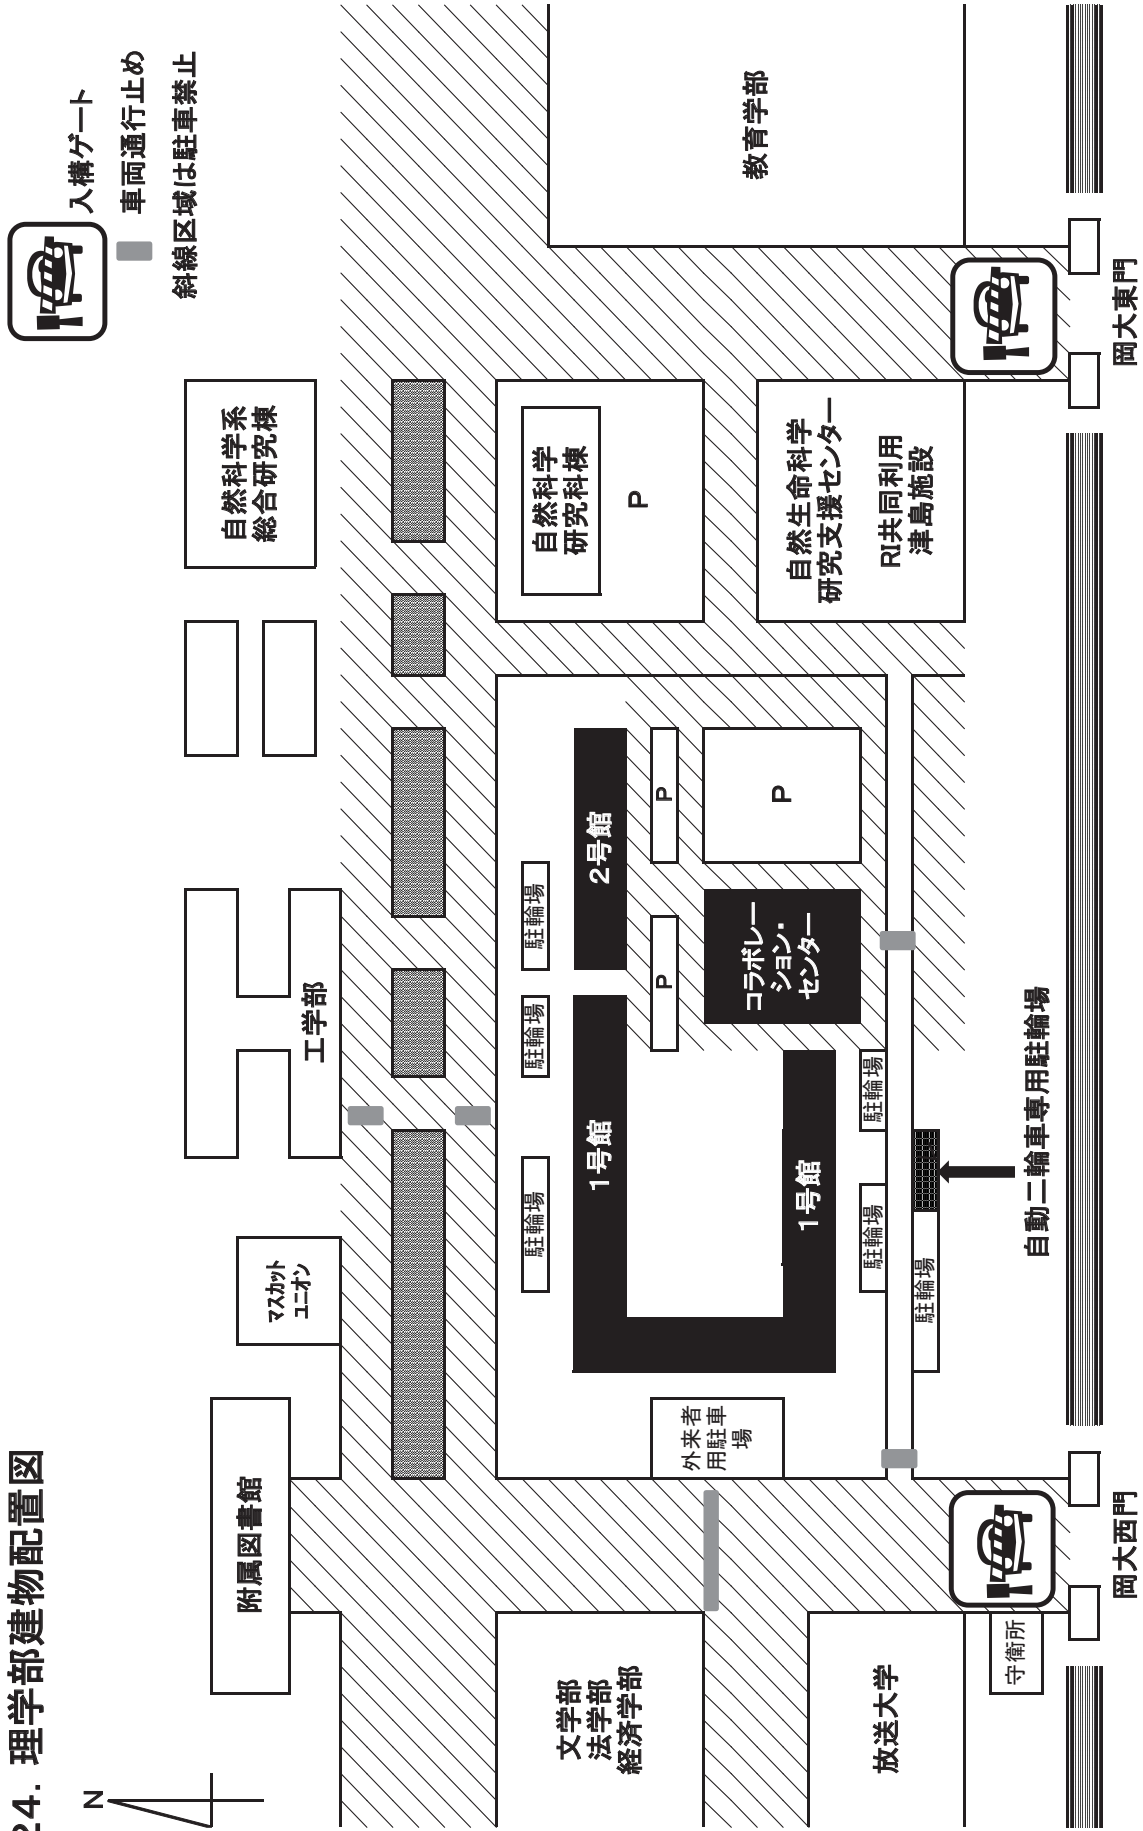 24. 理学部建物配置図
N
入構ゲート
車両通行止め
斜線区域は駐車禁止
附属図書館
マスカット
ユニオン
工学部
自然科学系
総合研究棟
文学部
法学部
経済学部
駐輪場
駐輪場
駐輪場
1号館
2号館
自然科学
研究科棟
P
教育学部
外来者
用駐車
場
P
P
コラボレー
ション・
センター
P
1号館
放送大学
駐輪場
駐輪場
自然生命科学
研究支援センター
RI共同利用
津島施設
駐輪場
守衛所
自動二輪車専用駐輪場
岡大西門
岡大東門